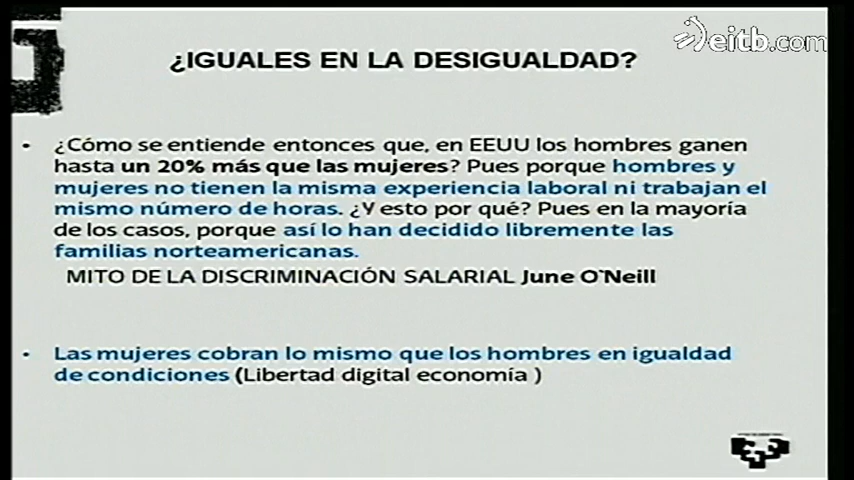 eitb.com
¿IGUALES EN LA DESIGUALDAD?
• ¿Cómo se entiende entonces que, en EEUU los hombres ganen
hasta un 20% más que las mujeres? Pues porque hombres y
mujeres no tienen la misma experiencia laboral ni trabajan el
mismo número de horas. ¿Y esto por qué? Pues en la mayoría
de los casos, porque así lo han decidido libremente las
familias norteamericanas.
MITO DE LA DISCRIMINACIÓN SALARIAL June O`Neill
• Las mujeres cobran lo mismo que los hombres en igualdad
de condiciones (Libertad digital economía )